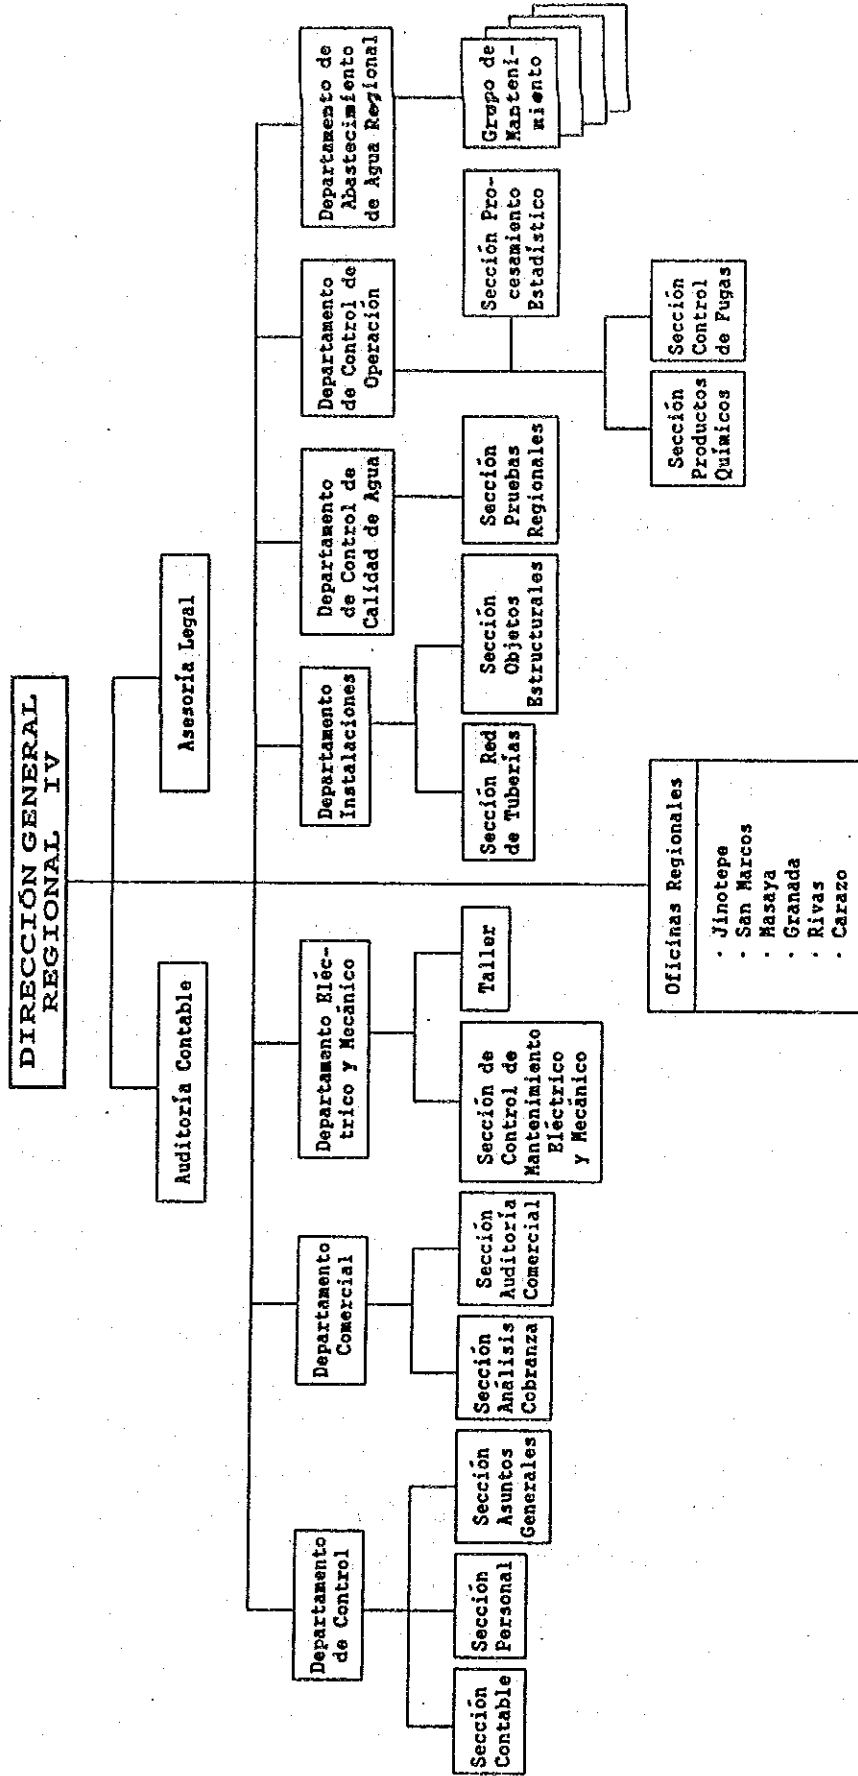 DIRECCIÓN GENERAL
REGIONAL IV
Auditoría Contable
Asesoría Legal
Departamento
de Control
Departamento
Comercial
Departamento Eléc-
trico y Mecánico
Departamento
Instalaciones
Departamento
de Control de
Calidad de Agua
Departamento
de Control de
Operación
Departamento de
Abastecimiento
de Agua Regional
Sección
Contable
Sección
Personal
Sección
Asuntos
Generales
Sección
Análisis
Cobranza
Sección
Auditoría
Comercial
Sección de
Control de
Mantenimiento
Eléctrico
y Mecánico
Taller
Sección Red
de Tuberías
Sección
Objetos
Estructurales
Sección
Pruebas
Regionales
Sección Pro-
cesamiento
Estadístico
Grupo de
Manteni-
miento
Sección
Productos
Químicos
Sección
Control
de Fugas
Oficinas Regionales
· Jinotepe
· San Marcos
· Masaya
· Granada
· Rivas
· Carazo